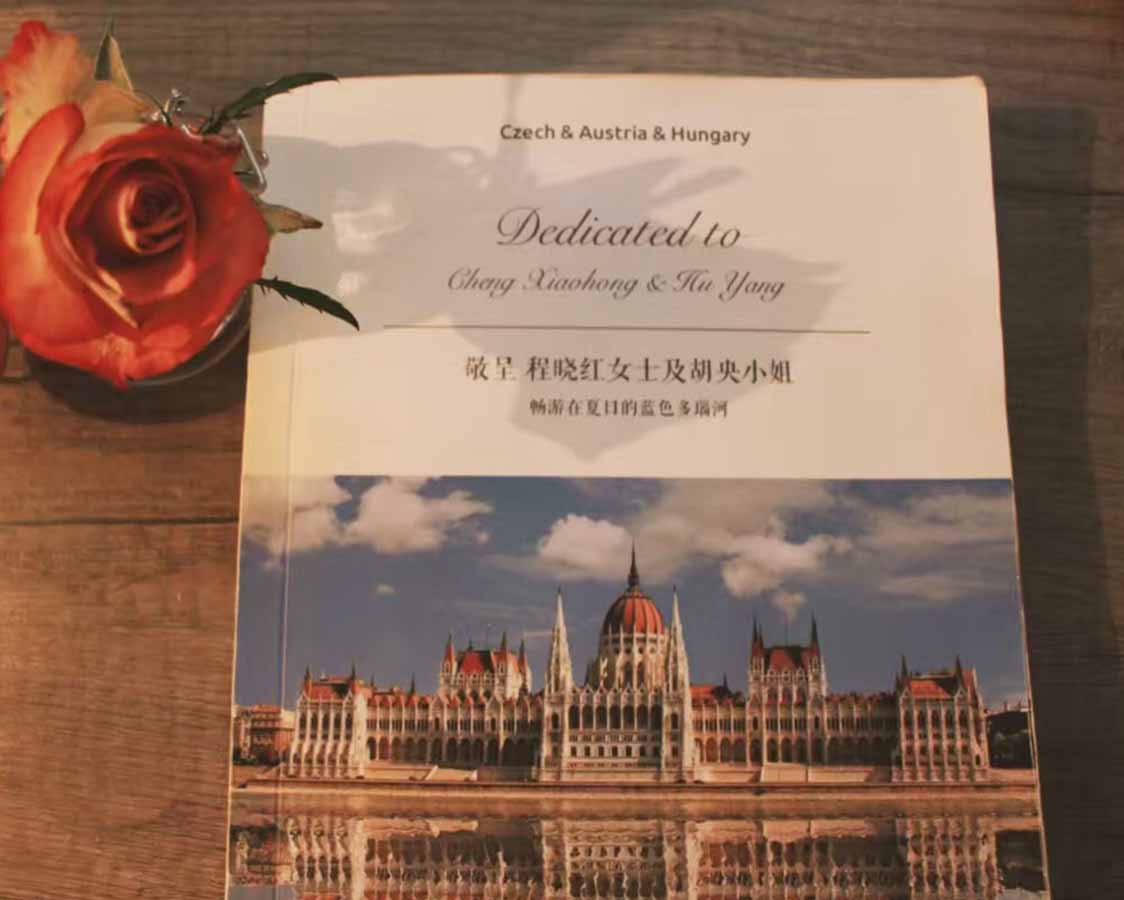 Czech & Austria & Hungary
Dedicated to
Cheng Xiaohong & Hu Yang
敬呈 程晓红女士及胡央小姐
畅游在夏日的蓝色多瑙河